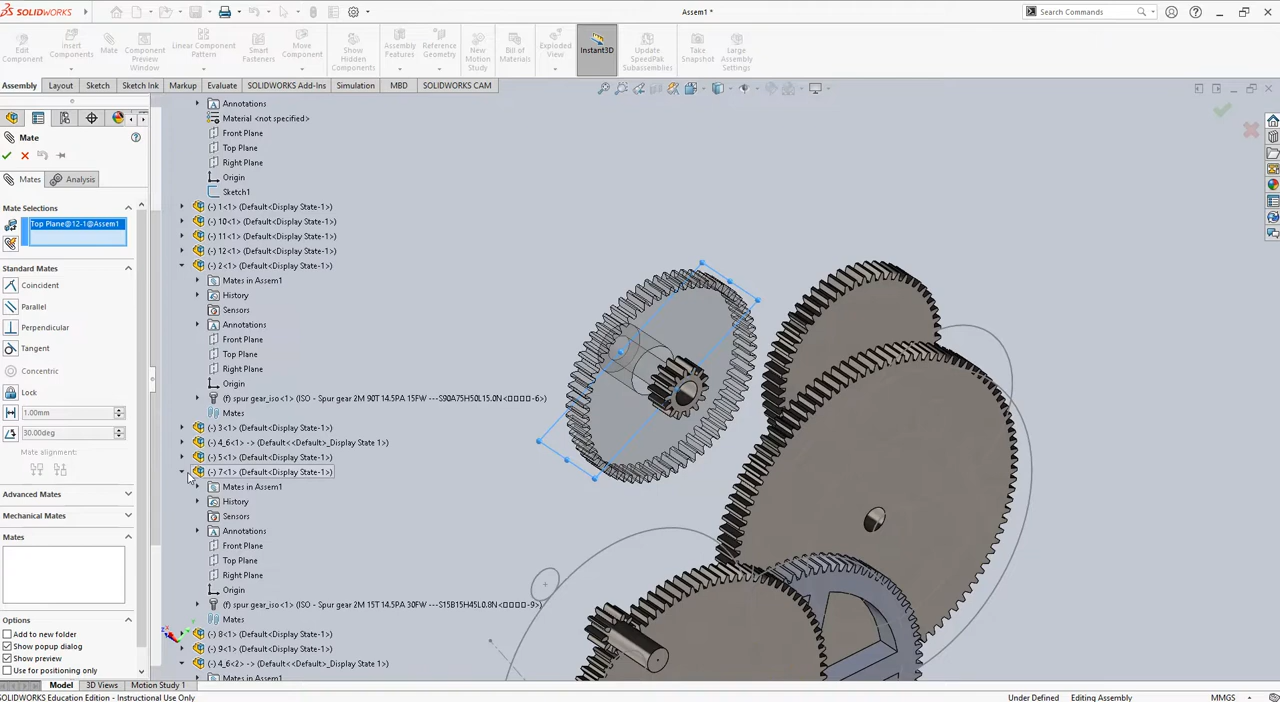 SOLIDWORKS
Assem1 *
Search Commands
Edit Component
Insert Components
Mate
Component Preview Window
Linear Component Pattern
Smart Fasteners
Move Component
Show Hidden Components
Assembly Features
Reference Geometry
New Motion Study
Bill of Materials
Exploded View
Instant3D
Update SpeedPak Subassemblies
Take Snapshot
Large Assembly Settings
Assembly
Layout
Sketch
Sketch Ink
Markup
Evaluate
SOLIDWORKS Add-Ins
Simulation
MBD
SOLIDWORKS CAM
Mate
Mates
Analysis
Mate Selections
Top Plane@12-1@Assem1
Standard Mates
Coincident
Parallel
Perpendicular
Tangent
Concentric
Lock
1.00mm
30.00deg
Mate alignment:
Advanced Mates
Mechanical Mates
Mates
Options
Add to new folder
Show popup dialog
Show preview
Use for positioning only
Annotations
Material <not specified>
Front Plane
Top Plane
Right Plane
Origin
Sketch1
(-) 1<1> (Default<Display State-1>)
(-) 10<1> (Default<Display State-1>)
(-) 11<1> (Default<Display State-1>)
(-) 12<1> (Default<Display State-1>)
(-) 2<1> (Default<Display State-1>)
Mates in Assem1
History
Sensors
Annotations
Front Plane
Top Plane
Right Plane
Origin
(f) spur gear_iso<1> (ISO - Spur gear 2M 90T 14.5PA 15FW ---S90A75H50L15.0N<□□□□-6>)
Mates
(-) 3<1> (Default<Display State-1>)
(-) 4_6<1> -> (Default<Default>_Display State 1>)
(-) 5<1> (Default<Display State-1>)
(-) 7<1> (Default<Display State-1>)
Mates in Assem1
History
Sensors
Annotations
Front Plane
Top Plane
Right Plane
Origin
(f) spur gear_iso<1> (ISO - Spur gear 2M 15T 14.5PA 30FW ---S15B15H45L0.8N<□□□□-9>)
Mates
(-) 8<1> (Default<Display State-1>)
(-) 9<1> (Default<Display State-1>)
(-) 4_6<2> -> (Default<Default>_Display State 1>)
Mates in Assem1
Model
3D Views
Motion Study 1
SOLIDWORKS Education Edition - Instructional Use Only
Under Defined
Editing Assembly
MMGS